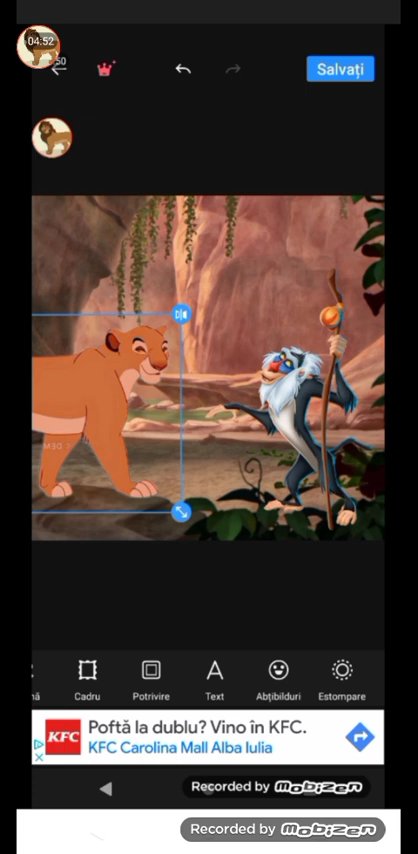 04:52
50
Salvați
Cadru
Potrivire
Text
Abțibilduri
Estompare
KFC
Poftă la dublu? Vino în KFC.
KFC Carolina Mall Alba Iulia
Recorded by mobizen
Recorded by mobizen